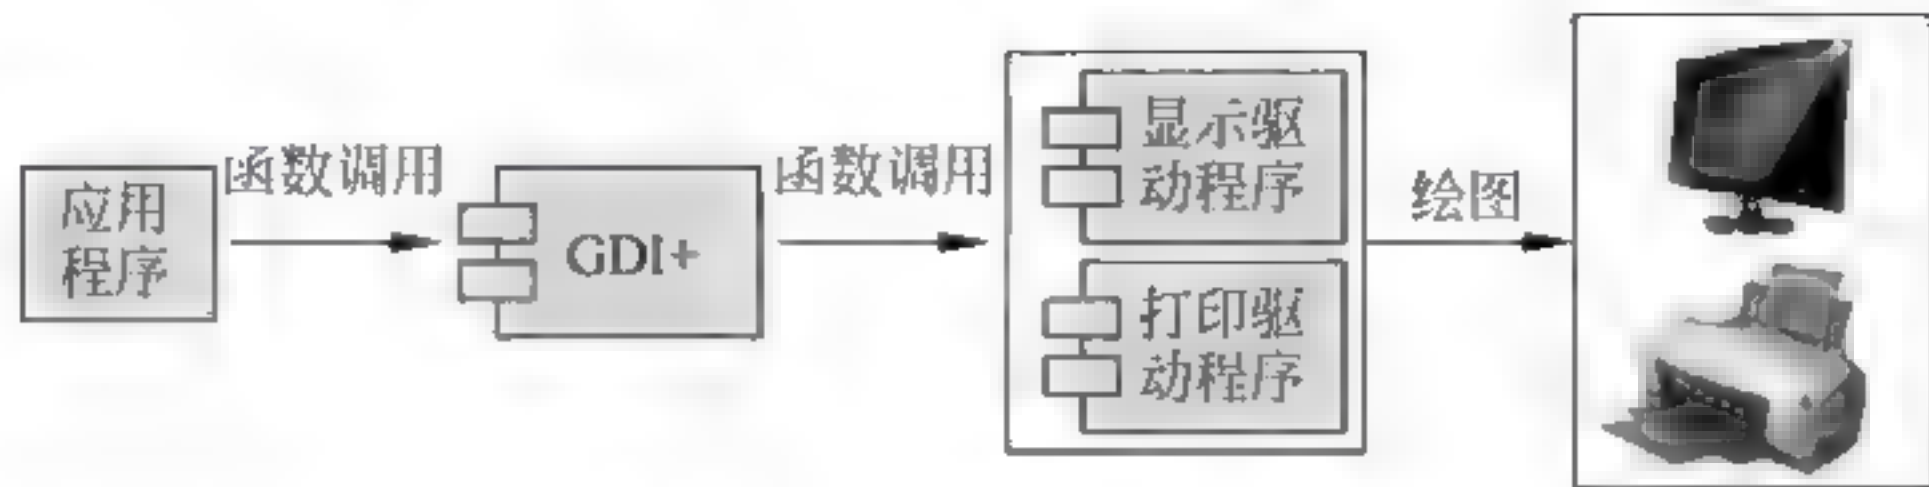 应用
程序
函数调用
GDI+
函数调用
显示驱
动程序
打印驱
动程序
绘图